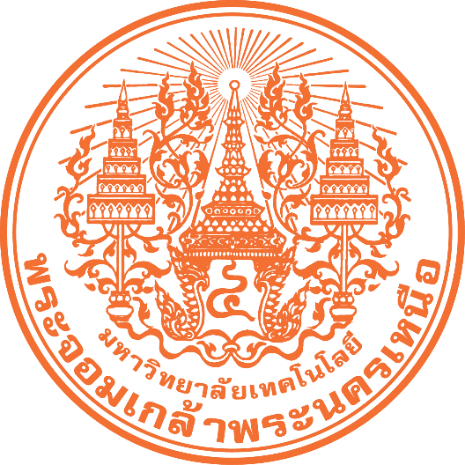 ๔
มหาวิทยาลัยเทคโนโลยี
พระจอมเกล้าพระนครเหนือ